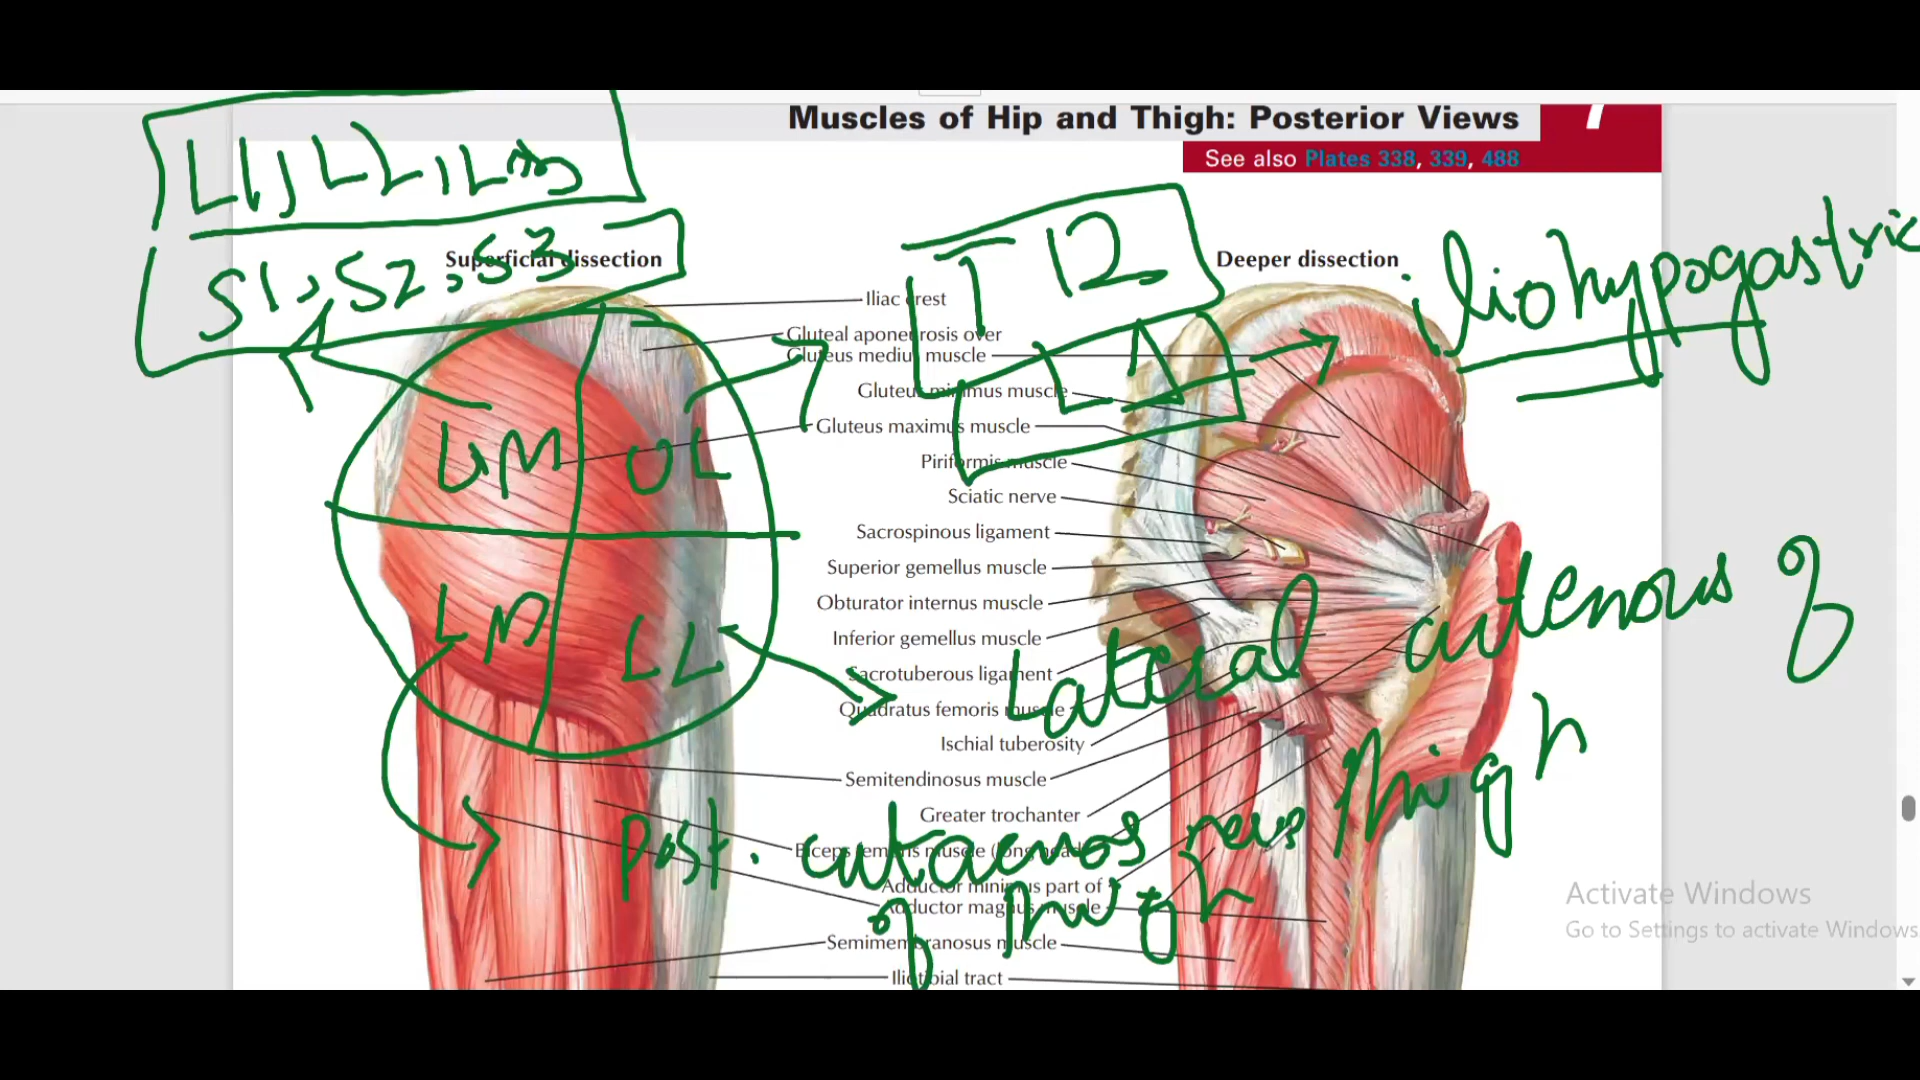 Muscles of Hip and Thigh: Posterior Views
See also Plates 338, 339, 488
L1, L2, L3
S1, S2, S3
T12
L1
iliohypogastric
Superficial dissection
Deeper dissection
Iliac crest
Gluteal aponeurosis over
Gluteus medius muscle
Gluteus minimus muscle
Gluteus maximus muscle
Piriformis muscle
Sciatic nerve
Sacrospinous ligament
Superior gemellus muscle
Obturator internus muscle
Inferior gemellus muscle
Sacrotuberous ligament
Quadratus femoris muscle
Ischial tuberosity
Semitendinosus muscle
Greater trochanter
Biceps femoris muscle (long head)
Adductor minimus part of
Adductor magnus muscle
Semimembranosus muscle
Iliotibial tract
UM
UL
LM
LL
Lateral cutenous of
thigh
post. cutaenos nerve
of thigh
Activate Windows
Go to Settings to activate Windows